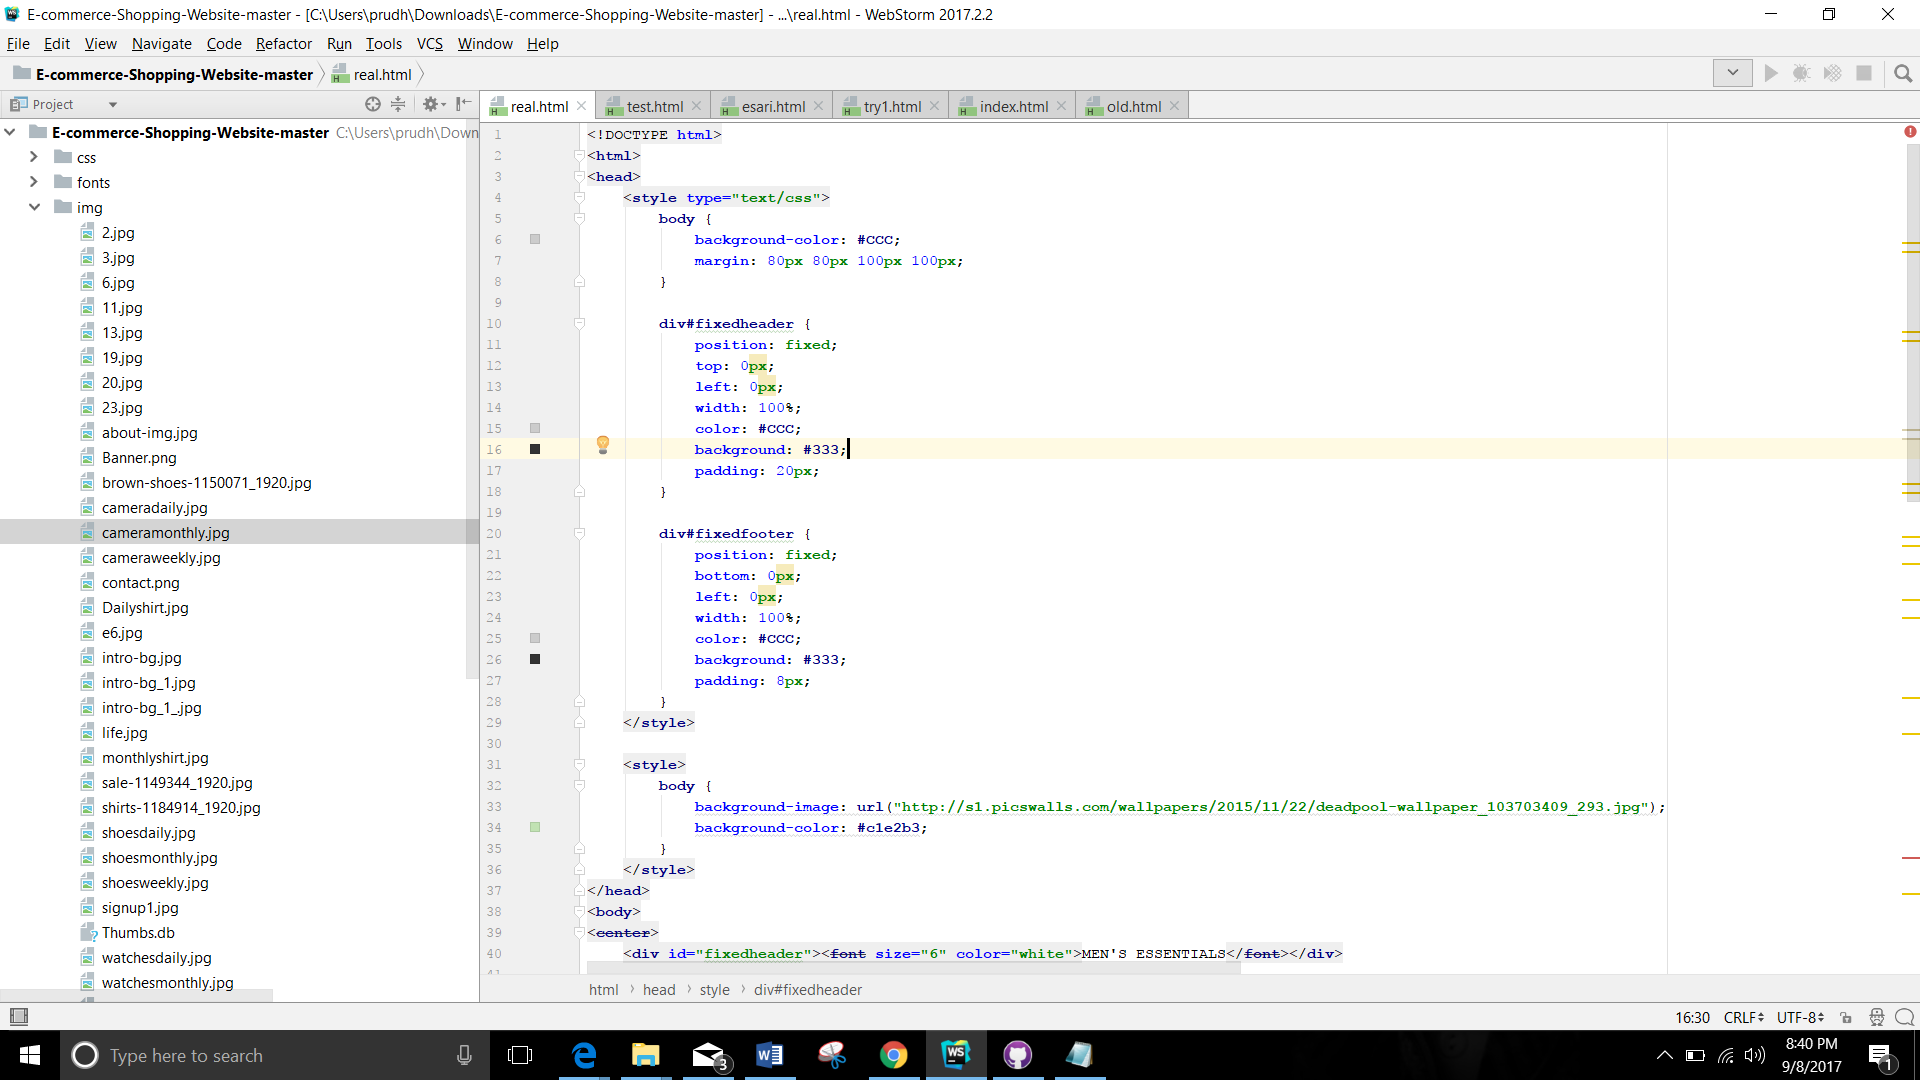 E-commerce-Shopping-Website-master - [C:\Users\prudh\Downloads\E-commerce-Shopping-Website-master] - ...\real.html - WebStorm 2017.2.2
File Edit View Navigate Code Refactor Run Tools VCS Window Help
E-commerce-Shopping-Website-master real.html
Project
real.html test.html esari.html try1.html index.html old.html
E-commerce-Shopping-Website-master C:\Users\prudh\Down
css
fonts
img
2.jpg
3.jpg
6.jpg
11.jpg
13.jpg
19.jpg
20.jpg
23.jpg
about-img.jpg
Banner.png
brown-shoes-1150071_1920.jpg
cameradaily.jpg
cameramonthly.jpg
cameraweekly.jpg
contact.png
Dailyshirt.jpg
e6.jpg
intro-bg.jpg
intro-bg_1.jpg
intro-bg_1_.jpg
life.jpg
monthlyshirt.jpg
sale-1149344_1920.jpg
shirts-1184914_1920.jpg
shoesdaily.jpg
shoesmonthly.jpg
shoesweekly.jpg
signup1.jpg
Thumbs.db
watchesdaily.jpg
watchesmonthly.jpg
1 <!DOCTYPE html>
2 <html>
3 <head>
4 <style type="text/css">
5 body {
6 background-color: #CCC;
7 margin: 80px 80px 100px 100px;
8 }
9
10 div#fixedheader {
11 position: fixed;
12 top: 0px;
13 left: 0px;
14 width: 100%;
15 color: #CCC;
16 background: #333;
17 padding: 20px;
18 }
19
20 div#fixedfooter {
21 position: fixed;
22 bottom: 0px;
23 left: 0px;
24 width: 100%;
25 color: #CCC;
26 background: #333;
27 padding: 8px;
28 }
29 </style>
30
31 <style>
32 body {
33 background-image: url("http://s1.picswalls.com/wallpapers/2015/11/22/deadpool-wallpaper_103703409_293.jpg");
34 background-color: #c1e2b3;
35 }
36 </style>
37 </head>
38 <body>
39 <center>
40 <div id="fixedheader"><font size="6" color="white">MEN'S ESSENTIALS</font></div>
41
html head style div#fixedheader
16:30 CRLF UTF-8
Type here to search
3
W
WS
8:40 PM
9/8/2017
1